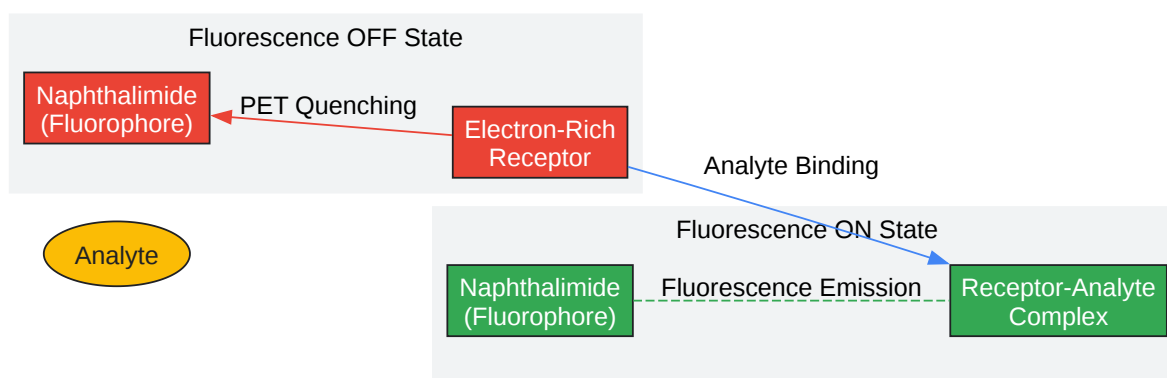 Fluorescence OFF State
Naphthalimide
(Fluorophore)
PET Quenching
Electron-Rich
Receptor
Analyte Binding
Analyte
Fluorescence ON State
Naphthalimide
(Fluorophore)
Fluorescence Emission
Receptor-Analyte
Complex